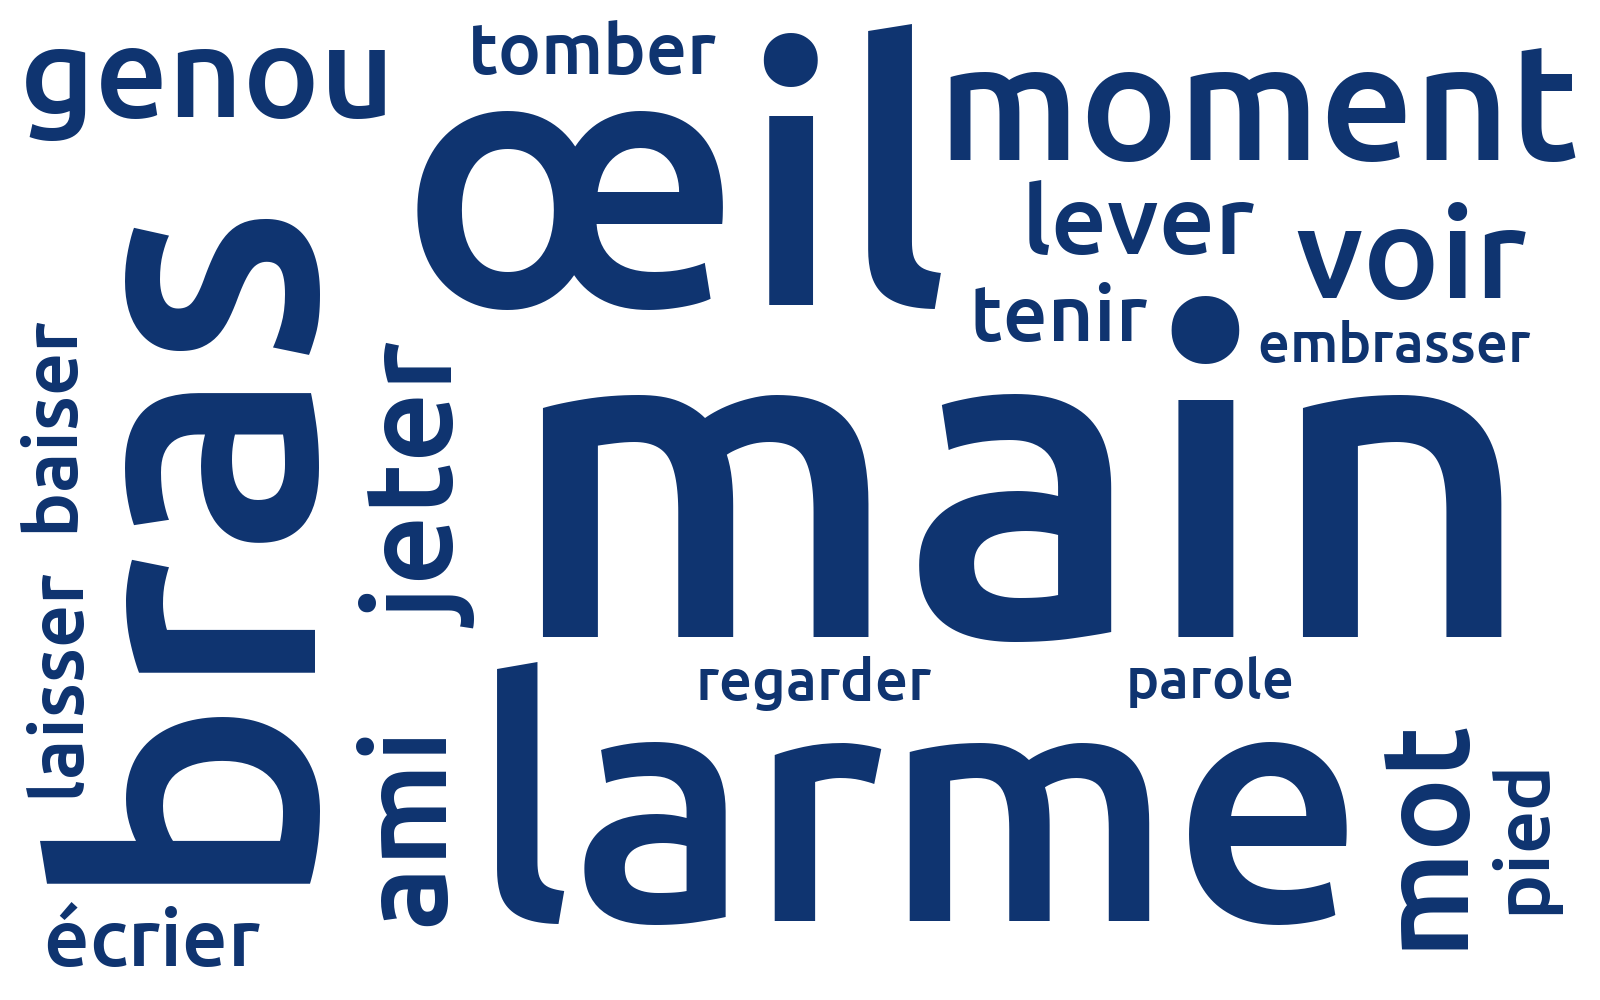 genou
tomber
œil
moment
lever
voir
tenir
embrasser
bras
baiser
jeter
main
laisser
regarder
parole
larme
ami
mot
pied
écrier